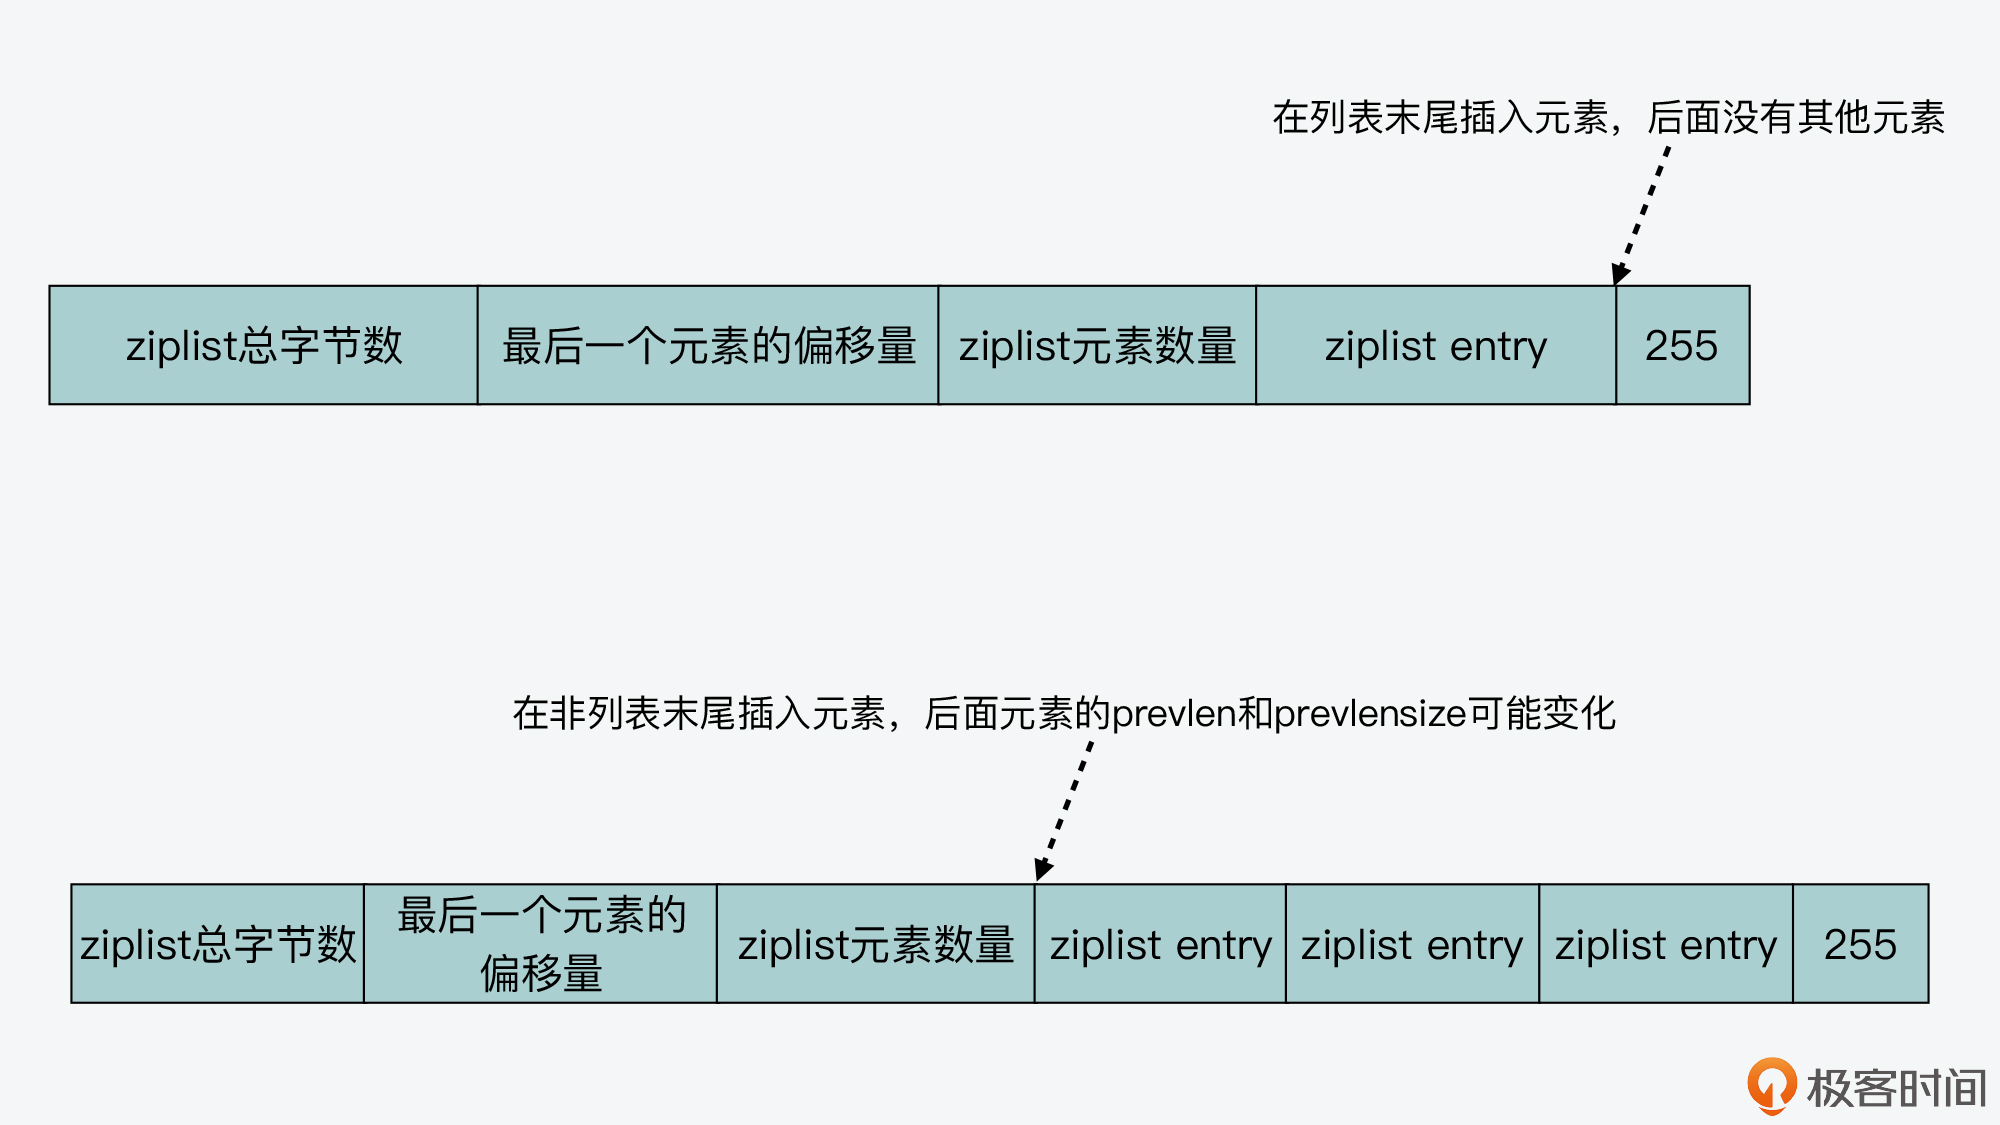 在列表末尾插入元素，后面没有其他元素
ziplist总字节数
最后一个元素的偏移量
ziplist元素数量
ziplist entry
255
在非列表末尾插入元素，后面元素的prevlen和prevlensize可能变化
ziplist总字节数
最后一个元素的
偏移量
ziplist元素数量
ziplist entry
ziplist entry
ziplist entry
255
极客时间